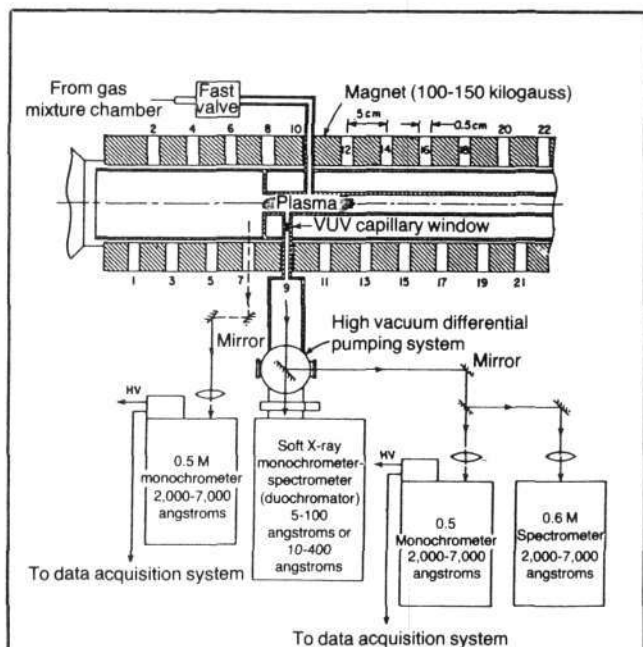 From gas
mixture chamber
Fast
valve
Magnet (100-150 kilogauss)
5cm
0.5cm
2 4 6 8 10 12 14 16 18 20 22
Plasma
VUV capillary window
1 3 5 7 9 11 13 15 17 19 21
Mirror
High vacuum differential
pumping system
Mirror
HV
0.5 M
monochrometer
2,000-7,000
angstroms
Soft X-ray
monochrometer-
spectrometer
(duochromator)
5-100
angstroms or
10-400
angstroms
HV
0.5
Monochrometer
2,000-7,000
angstroms
0.6 M
Spectrometer
2,000-7,000
angstroms
To data acquisition system
To data acquisition system